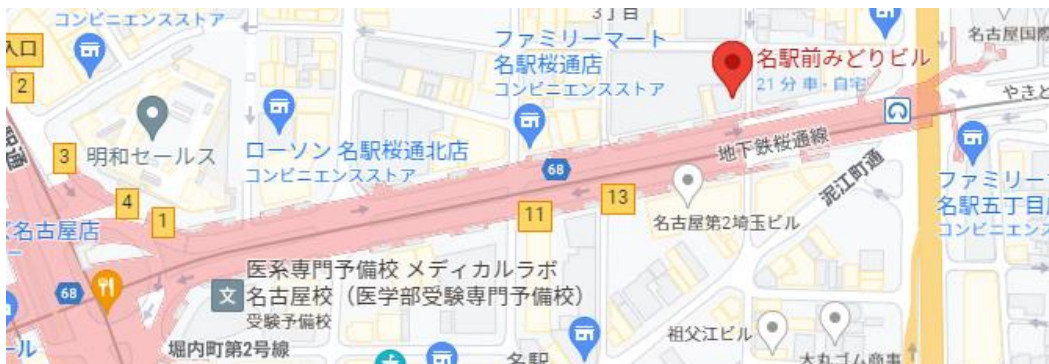 コンビニエンスストア
3丁目
入口
2
ファミリーマート
名駅桜通店
コンビニエンスストア
名駅前みどりビル
21 分 車・自宅
名古屋国際
やきと
3
明和セールス
4
1
ローソン 名駅桜通北店
コンビニエンスストア
68
13
11
地下鉄桜通線
泥江町通
名古屋第2埼玉ビル
ファミリーマ
名駅五丁目
コンビニエンス
名古屋店
68
医系専門予備校 メディカルラボ
名古屋校(医学部受験専門予備校)
受験予備校
文
堀内町第2号線
ール
名駅
祖父江ビル
大丸ゴム商事